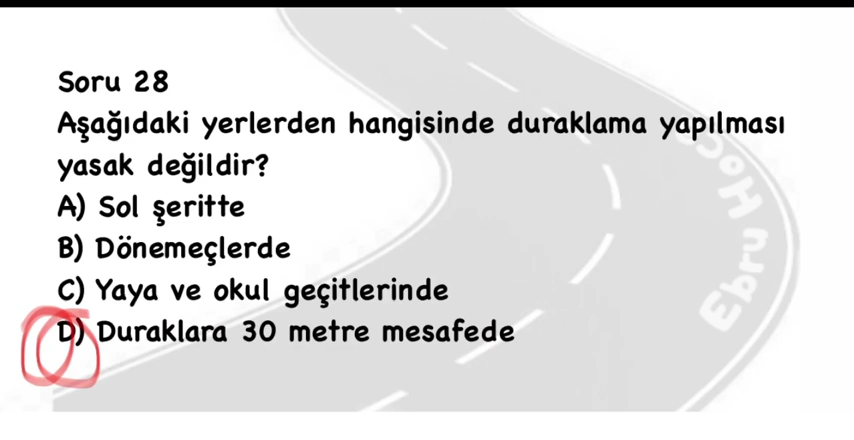 Soru 28
Aşağıdaki yerlerden hangisinde duraklama yapılması
yasak değildir?
A) Sol şeritte
B) Dönemeçlerde
C) Yaya ve okul geçitlerinde
D) Duraklara 30 metre mesafede
Ebru Hoca